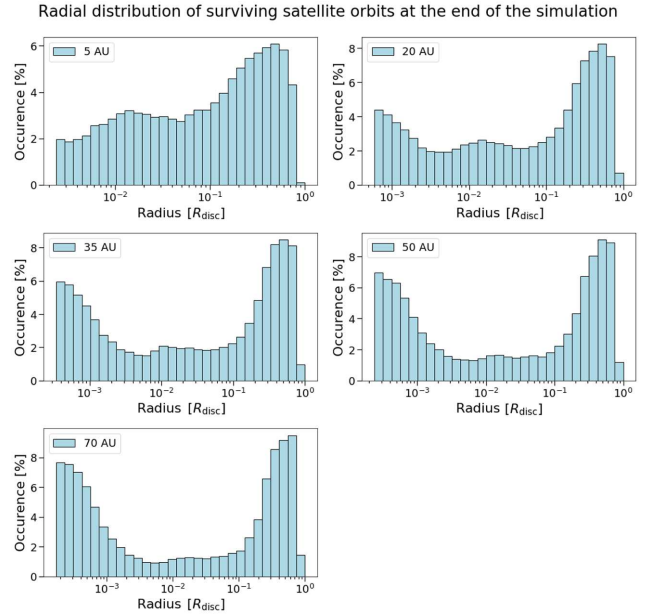 Radial distribution of surviving satellite orbits at the end of the simulation
Occurence [%]
6
4
2
0
5 AU
10⁻² 10⁻¹ 10⁰
Radius [R_disc]
Occurence [%]
8
6
4
2
0
20 AU
10⁻³ 10⁻² 10⁻¹ 10⁰
Radius [R_disc]
Occurence [%]
8
6
4
2
0
35 AU
10⁻³ 10⁻² 10⁻¹ 10⁰
Radius [R_disc]
Occurence [%]
8
6
4
2
0
50 AU
10⁻³ 10⁻² 10⁻¹ 10⁰
Radius [R_disc]
Occurence [%]
8
6
4
2
0
70 AU
10⁻³ 10⁻² 10⁻¹ 10⁰
Radius [R_disc]